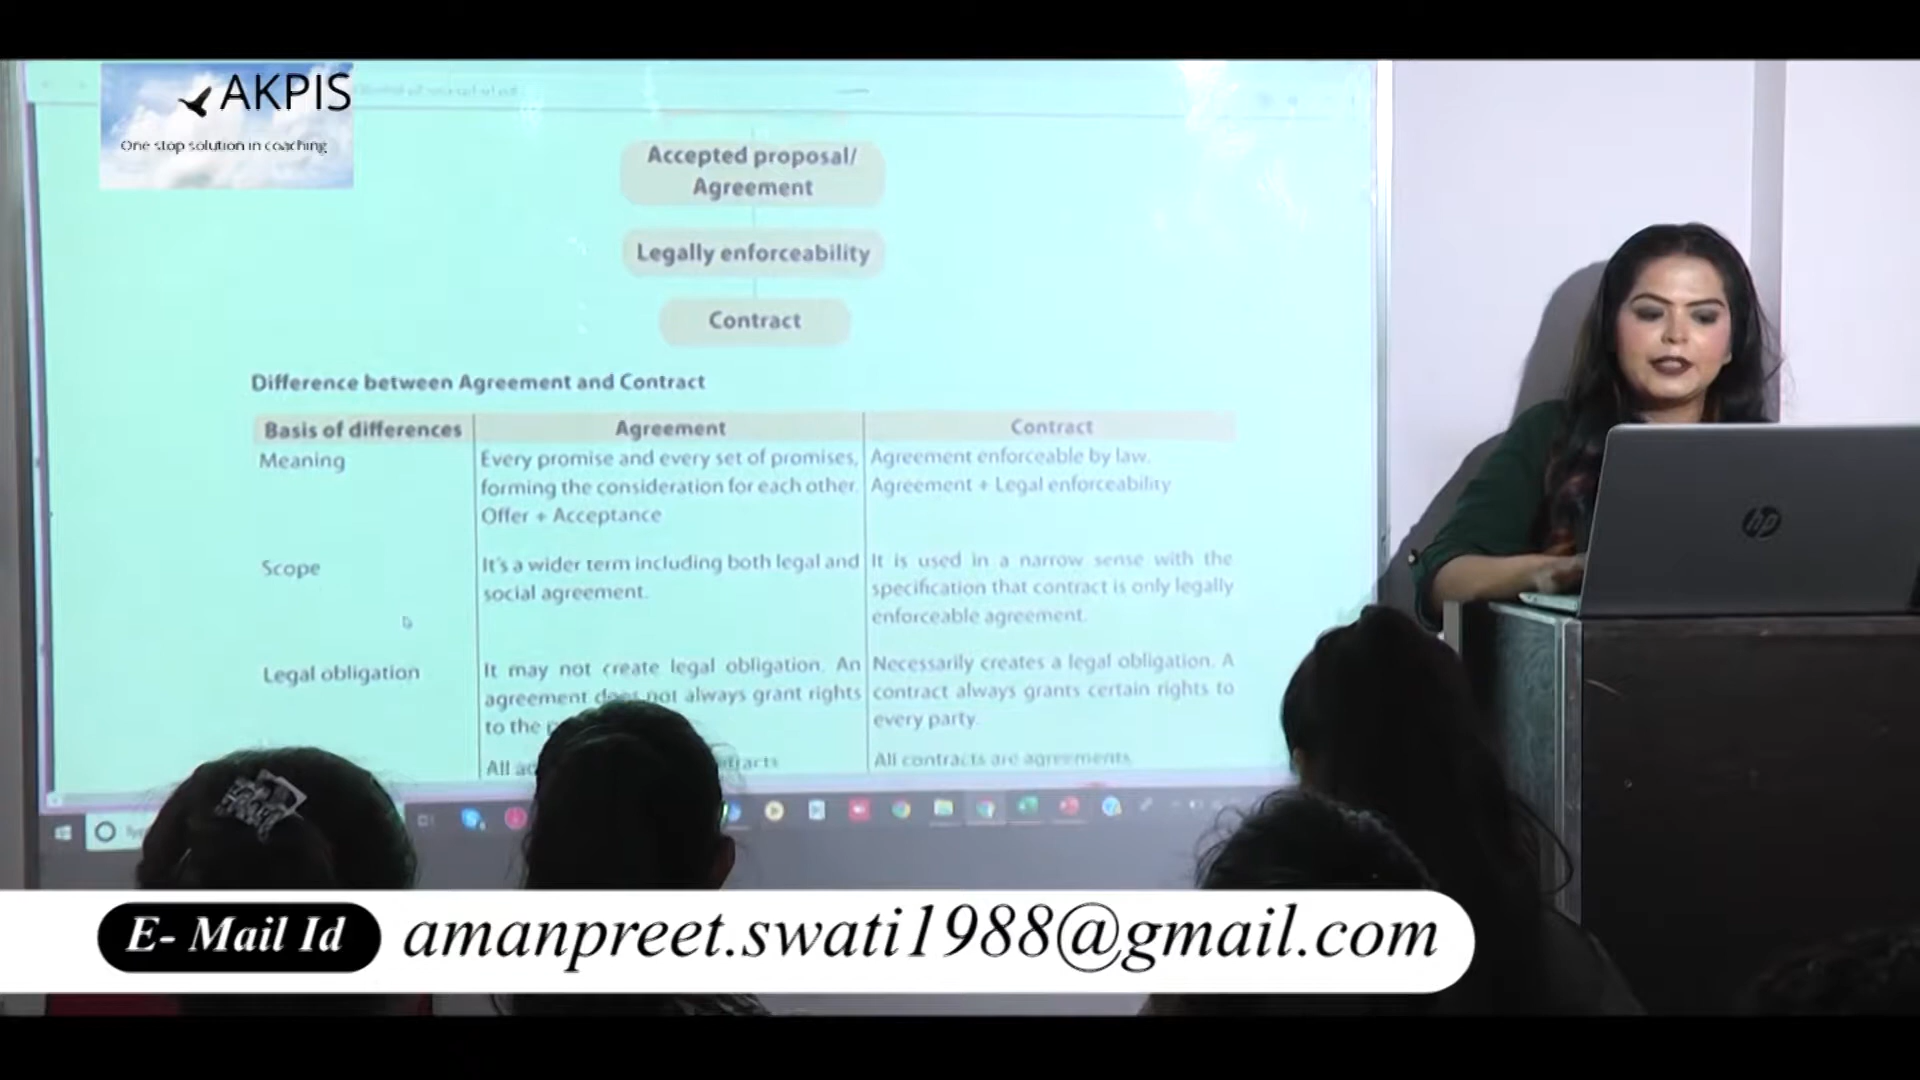 AKPIS
One stop solution in coaching
Accepted proposal/
Agreement
Legally enforceability
Contract
Difference between Agreement and Contract
Basis of differences Agreement Contract
Meaning
Every promise and every set of promises,
forming the consideration for each other.
Offer + Acceptance
Agreement enforceable by law.
Agreement + Legal enforceability
Scope
It's a wider term including both legal and
social agreement.
It is used in a narrow sense with the
specification that contract is only legally
enforceable agreement.
Legal obligation
It may not create legal obligation. An
agreement does not always grant rights
to the
Necessarily creates a legal obligation. A
contract always grants certain rights to
every party.
All
All contracts are agreements
hp
E- Mail Id amanpreet.swati1988@gmail.com